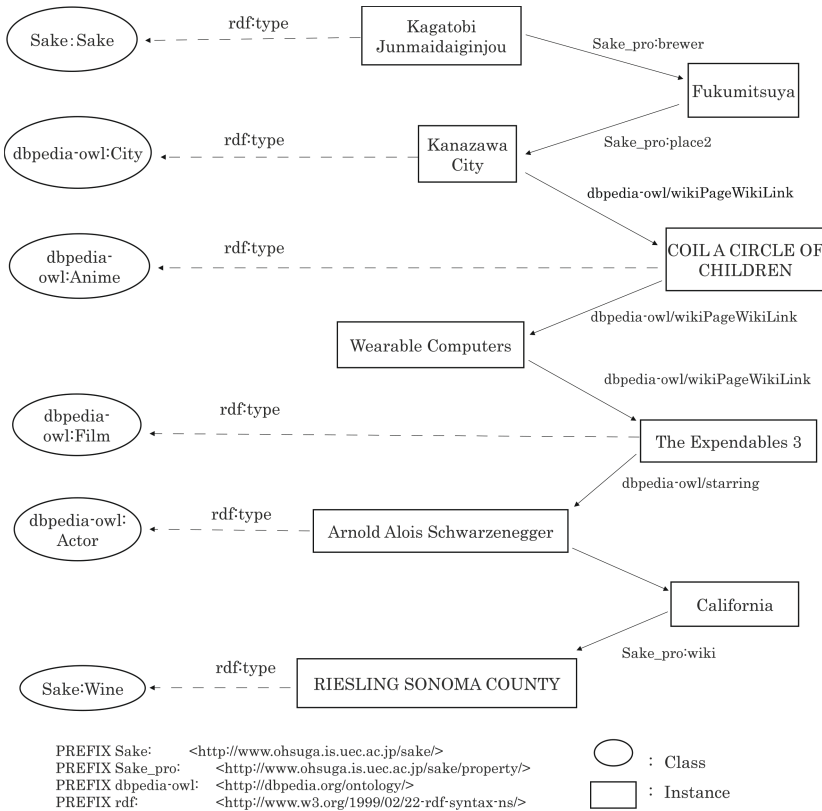 rdf:type
Kagatobi
Junmaidaiginjou
Sake:Sake
Sake_pro:brewer
Fukumitsuya
Sake_pro:place2
rdf:type
Kanazawa
City
dbpedia-owl:City
dbpedia-owl/wikiPageWikiLink
rdf:type
COIL A CIRCLE OF
CHILDREN
dbpedia-
owl:Anime
dbpedia-owl/wikiPageWikiLink
Wearable Computers
dbpedia-owl/wikiPageWikiLink
rdf:type
dbpedia-
owl:Film
The Expendables 3
dbpedia-owl/starring
rdf:type
dbpedia-owl:
Actor
Arnold Alois Schwarzenegger
California
Sake_pro:wiki
rdf:type
Sake:Wine
RIESLING SONOMA COUNTY
PREFIX Sake: <http://www.ohsuga.is.uec.ac.jp/sake/>
PREFIX Sake_pro: <http://www.ohsuga.is.uec.ac.jp/sake/property/>
PREFIX dbpedia-owl: <http://dbpedia.org/ontology/>
PREFIX rdf: <http://www.w3.org/1999/02/22-rdf-syntax-ns/>
: Class
: Instance